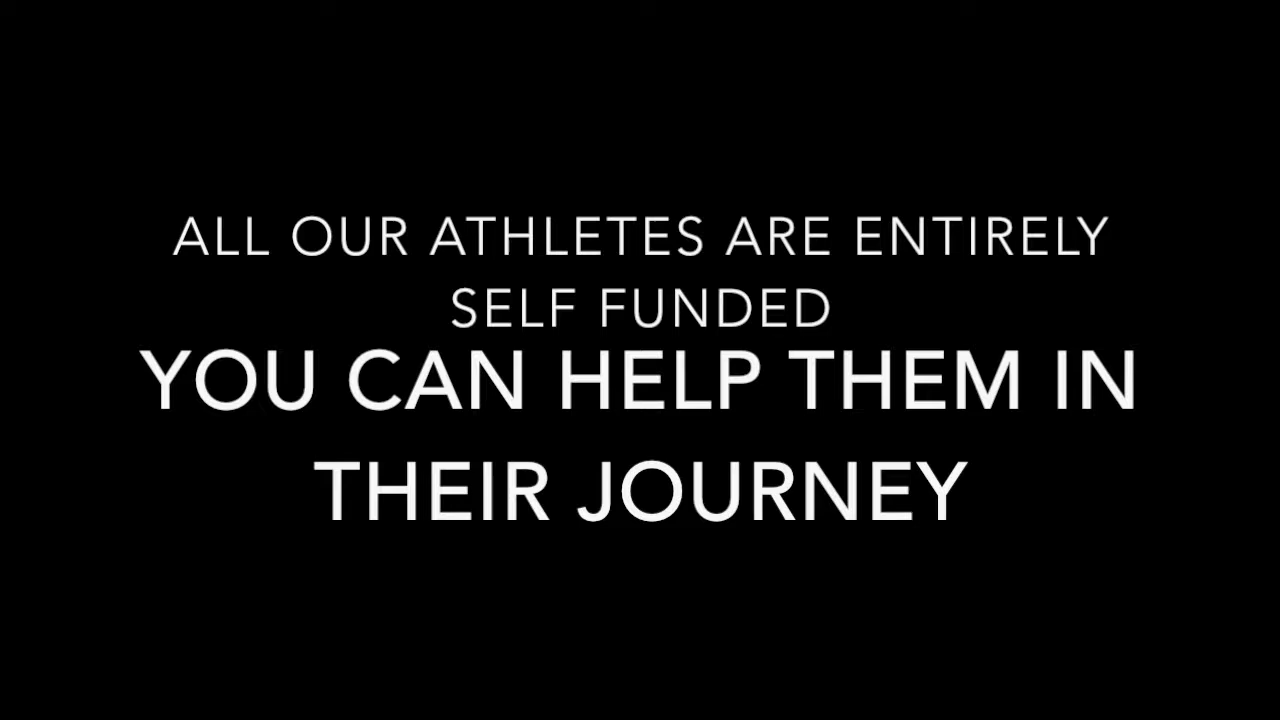 ALL OUR ATHLETES ARE ENTIRELY
SELF FUNDED
YOU CAN HELP THEM IN
THEIR JOURNEY